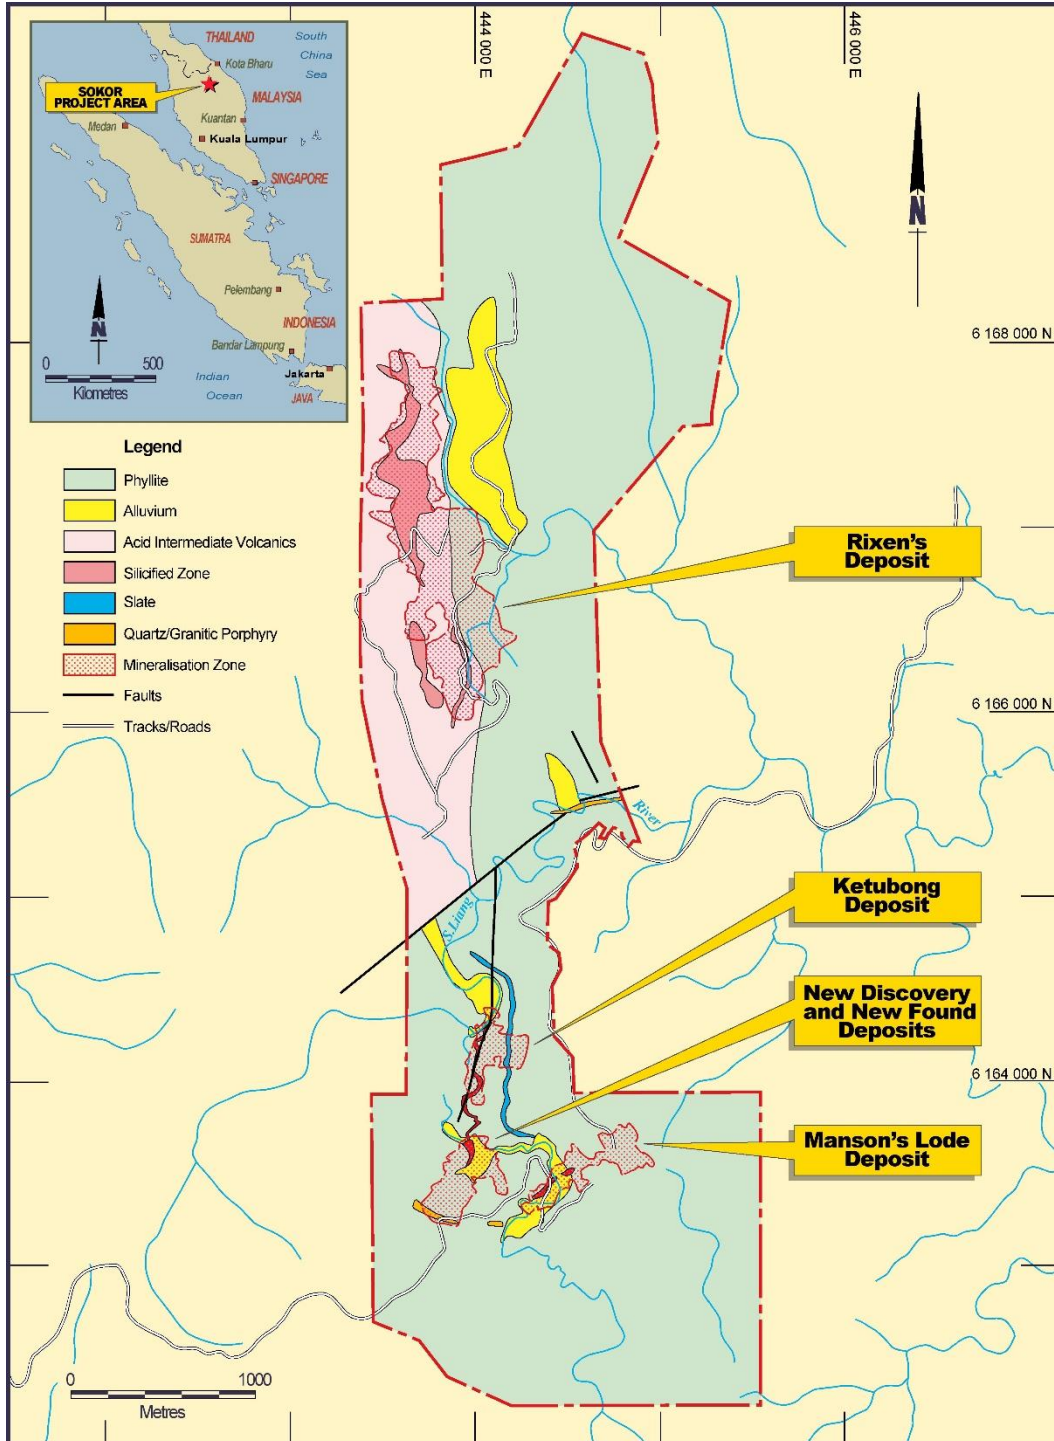 444 000 E
446 000 E
THAILAND
South
China
Sea
Kota Bharu
SOKOR
PROJECT AREA
MALAYSIA
Medan
Kuantan
Kuala Lumpur
SINGAPORE
SUMATRA
Pelembang
INDONESIA
Bandar Lampung
Jakarta
Indian
Ocean
JAVA
N
0 500
Kilometres
N
6 168 000 N
Legend
Phyllite
Alluvium
Acid Intermediate Volcanics
Silicified Zone
Slate
Quartz/Granitic Porphyry
Mineralisation Zone
Faults
Tracks/Roads
Rixen's
Deposit
6 166 000 N
River
Ketubong
Deposit
S.Liang
New Discovery
and New Found
Deposits
6 164 000 N
Manson's Lode
Deposit
0 1000
Metres